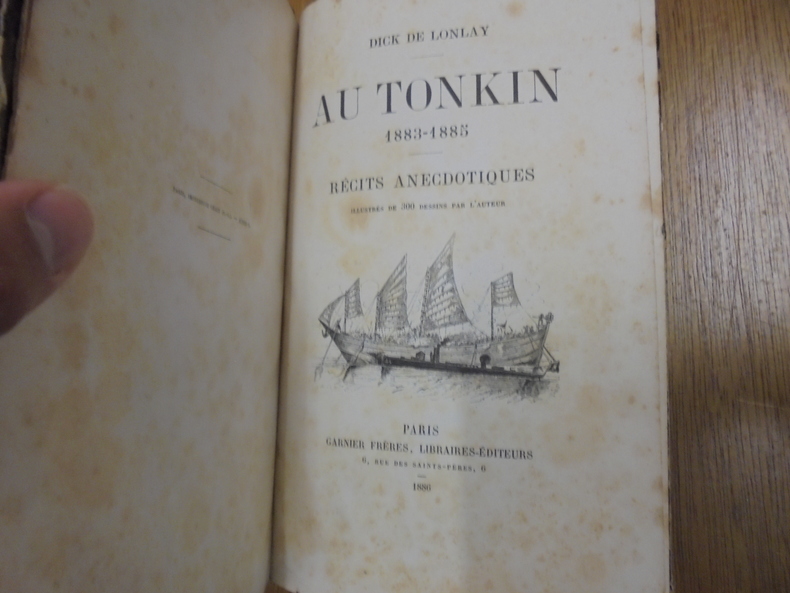 DICK DE LONLAY
AU TONKIN
1883-1885
RÉCITS ANECDOTIQUES
ILLUSTRÉS DE 300 DESSINS PAR L'AUTEUR
PARIS
GARNIER FRÈRES, LIBRAIRES-ÉDITEURS
6, RUE DES SAINTS-PÈRES, 6
1886